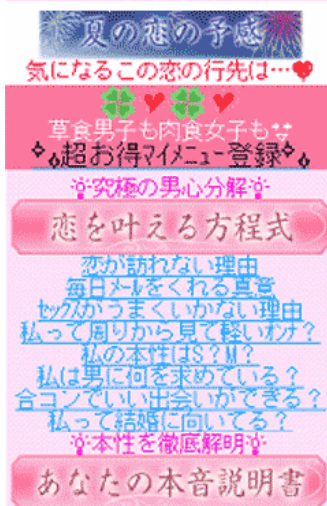 夏の恋の予感
気になるこの恋の行先は…
草食男子も肉食女子も
超お得ﾏｲﾒﾆｭｰ登録
究極の男心分解
恋を叶える方程式
恋が訪れない理由
毎日ﾒｰﾙをくれる真意
ｾｯｸｽがうまくいかない理由
私って周りから見て軽いｵﾝﾅ?
私の本性はS?M?
私は男に何を求めている?
合コンでいい出会いができる?
私って結婚に向いてる?
本性を徹底解明
あなたの本音説明書